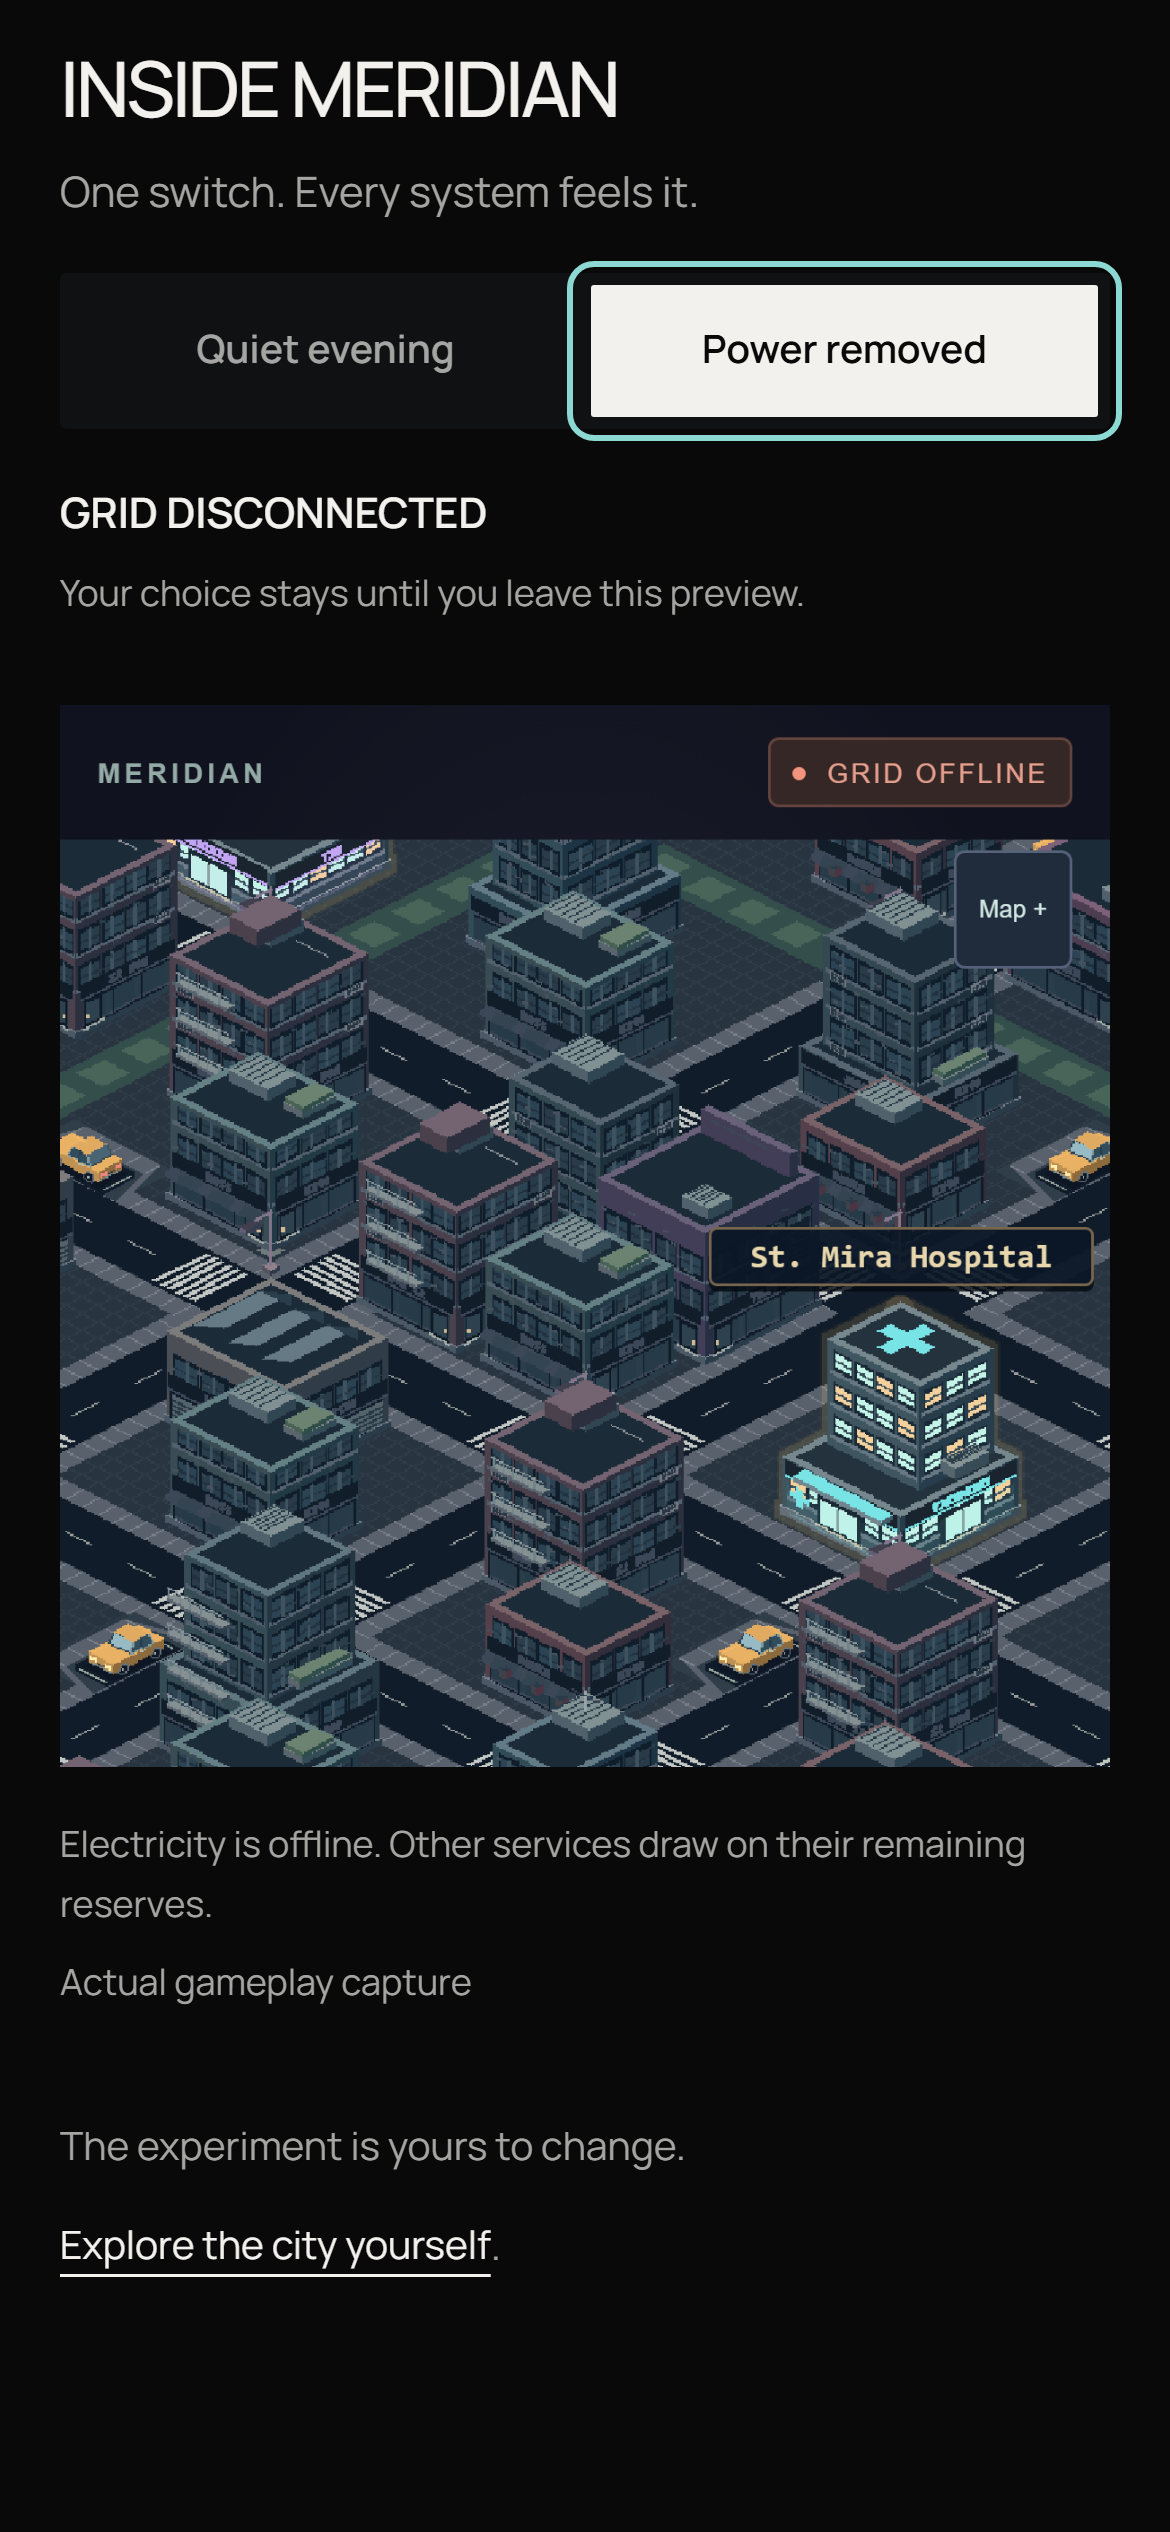 INSIDE MERIDIAN
One switch. Every system feels it.
Quiet evening
Power removed
GRID DISCONNECTED
Your choice stays until you leave this preview.
MERIDIAN
GRID OFFLINE
Map +
St. Mira Hospital
Electricity is offline. Other services draw on their remaining
reserves.
Actual gameplay capture
The experiment is yours to change.
Explore the city yourself.